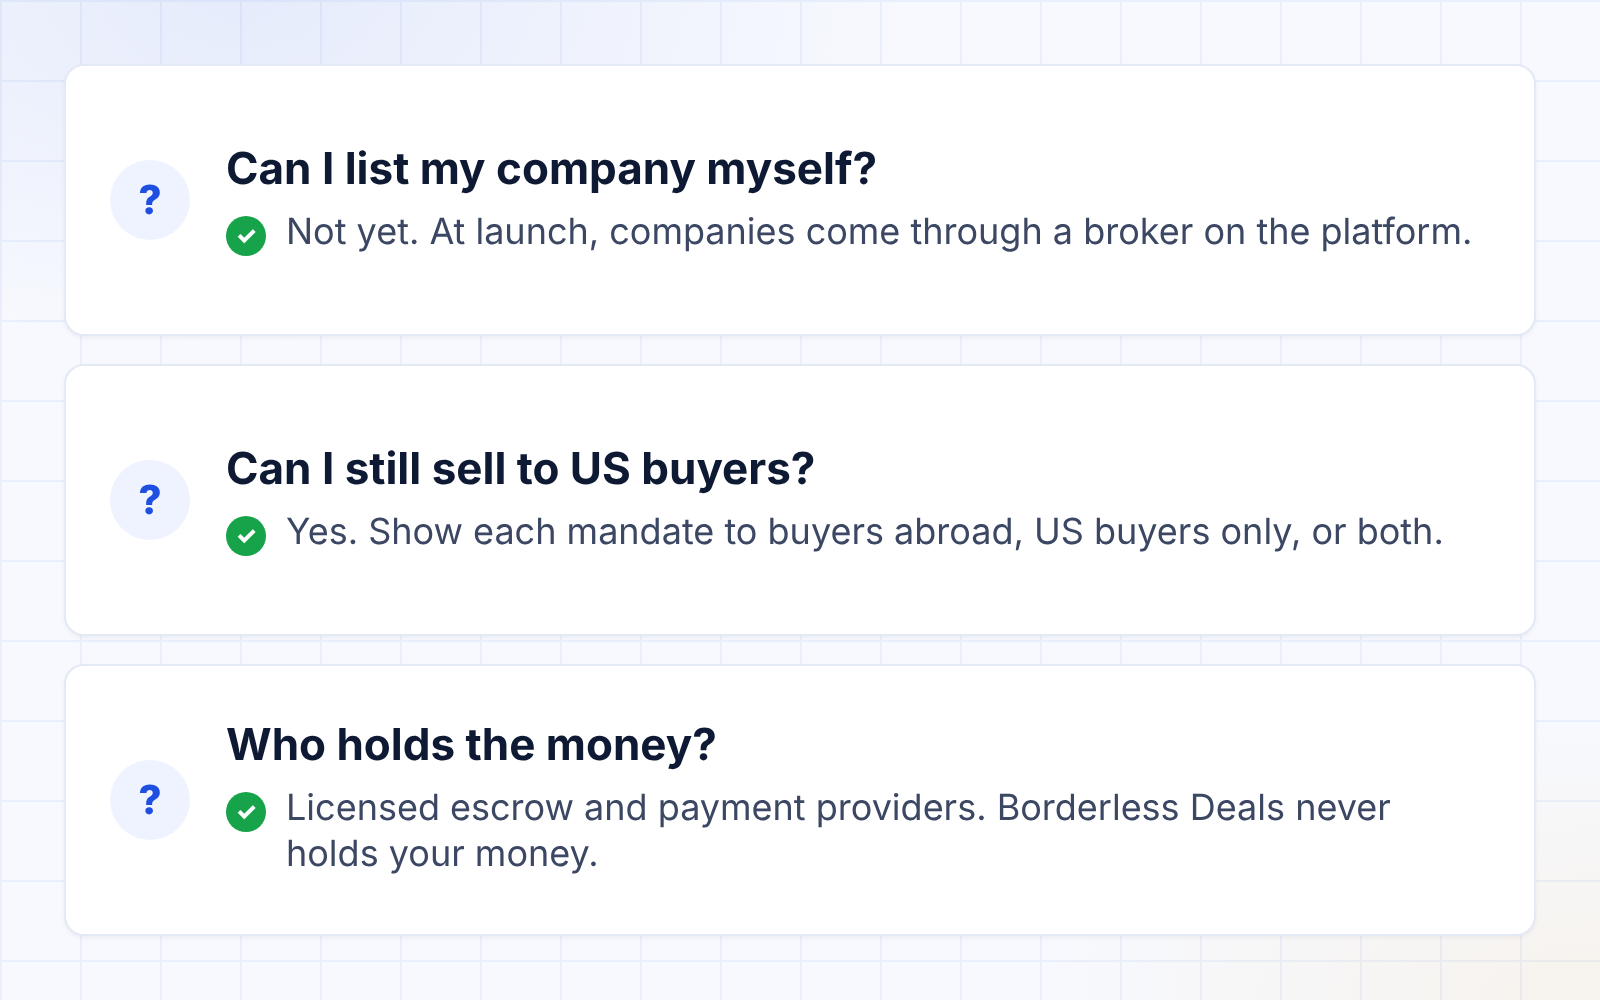 Can I list my company myself?
Not yet. At launch, companies come through a broker on the platform.
Can I still sell to US buyers?
Yes. Show each mandate to buyers abroad, US buyers only, or both.
Who holds the money?
Licensed escrow and payment providers. Borderless Deals never
holds your money.